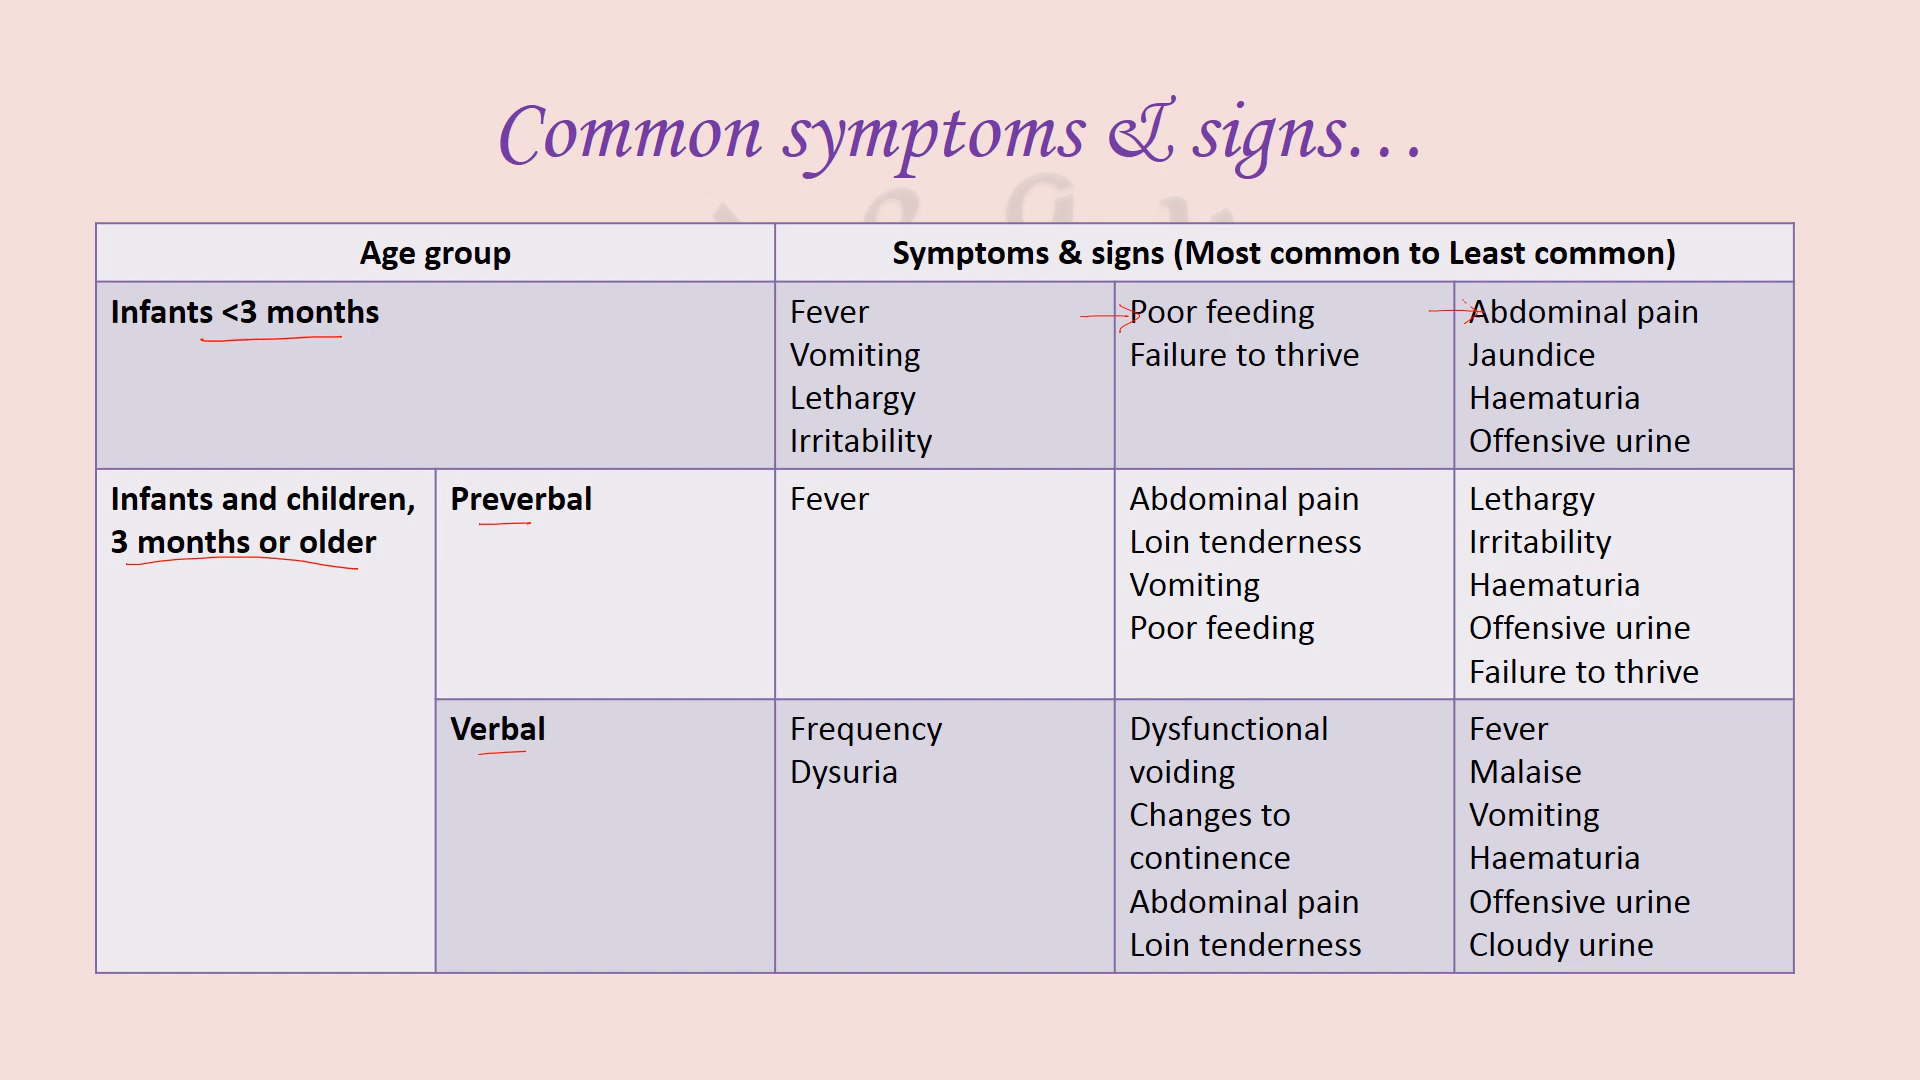 Common symptoms & signs...
Age group
Symptoms & signs (Most common to Least common)
Infants <3 months
Fever
Vomiting
Lethargy
Irritability
Poor feeding
Failure to thrive
Abdominal pain
Jaundice
Haematuria
Offensive urine
Infants and children,
3 months or older
Preverbal
Fever
Abdominal pain
Loin tenderness
Vomiting
Poor feeding
Lethargy
Irritability
Haematuria
Offensive urine
Failure to thrive
Verbal
Frequency
Dysuria
Dysfunctional
voiding
Changes to
continence
Abdominal pain
Loin tenderness
Fever
Malaise
Vomiting
Haematuria
Offensive urine
Cloudy urine